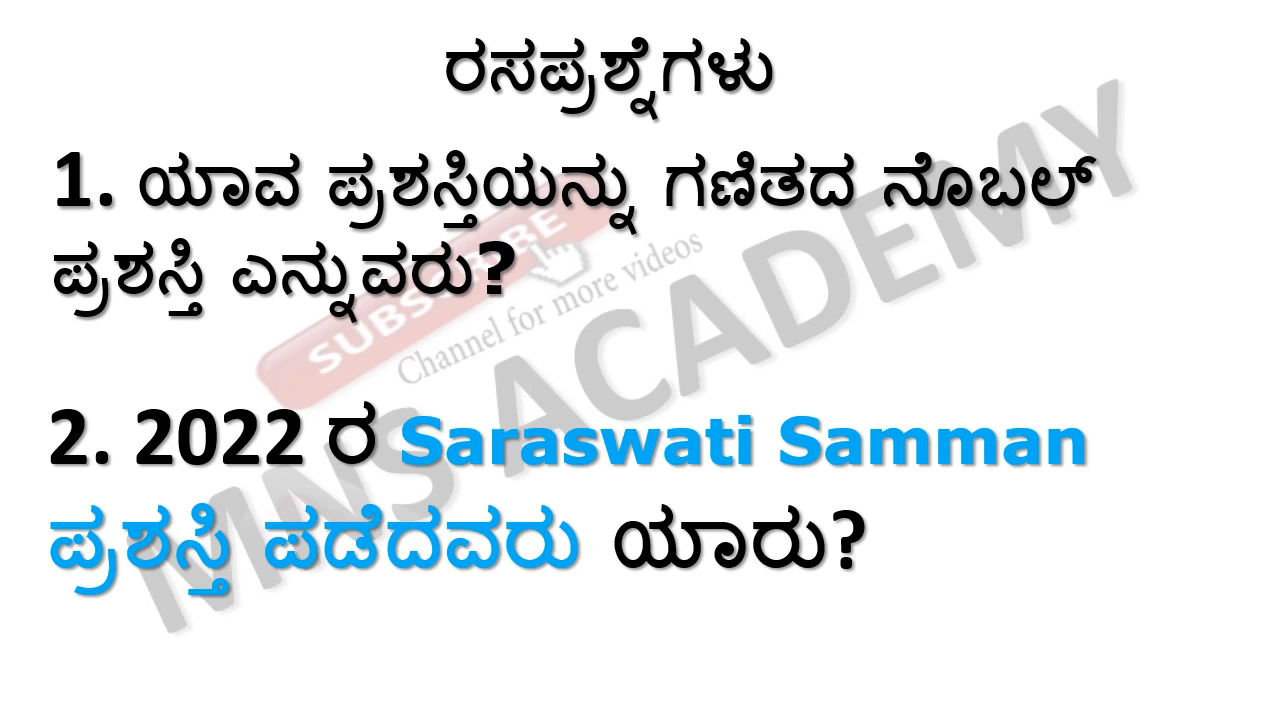 ರಸಪ್ರಶ್ನೆಗಳು
1. ಯಾವ ಪ್ರಶಸ್ತಿಯನ್ನು ಗಣಿತದ ನೊಬಲ್
ಪ್ರಶಸ್ತಿ ಎನ್ನುವರು?
SUBSCRIBE
Channel for more videos
MNS ACADEMY
2. 2022 ರ Saraswati Samman
ಪ್ರಶಸ್ತಿ ಪಡೆದವರು ಯಾರು?